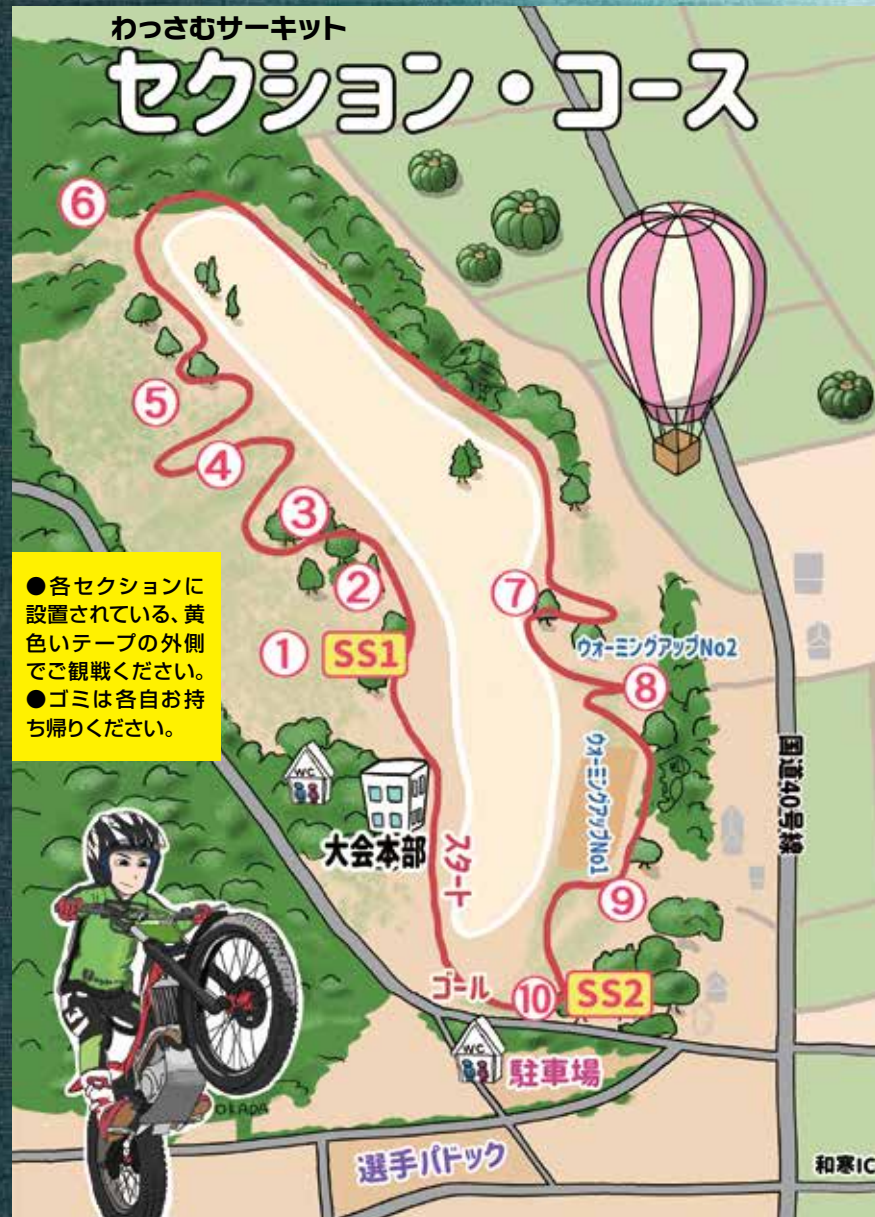 わっさむサーキット
セクション・コース
⑥
⑤
④
③
②
① SS1
⑦
ウォーミングアップNo2
⑧
ウォーミングアップNo1
国道40号線
●各セクションに
設置されている、黄
色いテープの外側
でご観戦ください。
●ゴミは各自お持
ち帰りください。
WC
大会本部
スタート
⑨
ゴール
⑩ SS2
WC
駐車場
OKADA
選手パドック
和寒IC